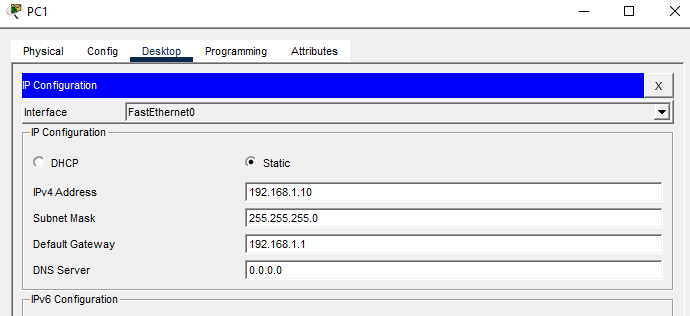 PC1
Physical Config Desktop Programming Attributes
IP Configuration X
Interface FastEthernet0
IP Configuration
DHCP Static
IPv4 Address 192.168.1.10
Subnet Mask 255.255.255.0
Default Gateway 192.168.1.1
DNS Server 0.0.0.0
IPv6 Configuration